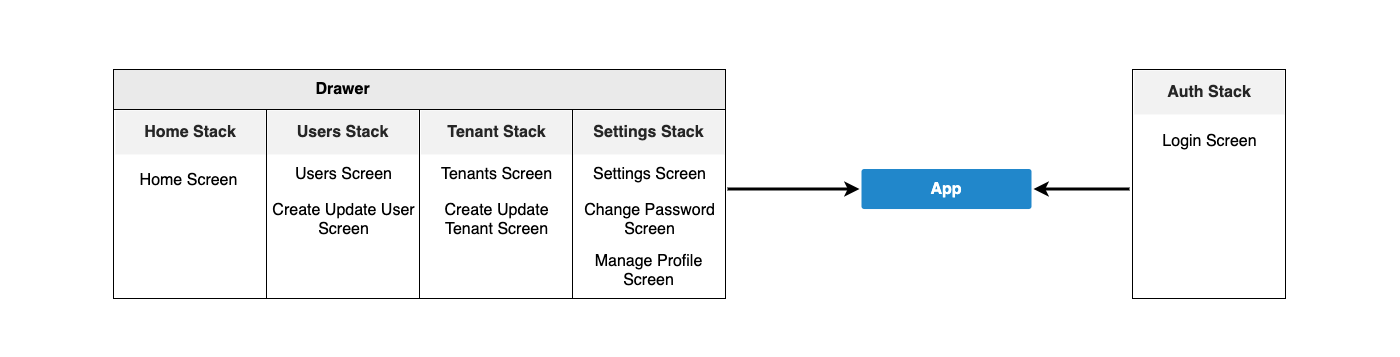 Drawer
Home Stack
Home Screen
Users Stack
Users Screen
Create Update User
Screen
Tenant Stack
Tenants Screen
Create Update
Tenant Screen
Settings Stack
Settings Screen
Change Password
Screen
Manage Profile
Screen
App
Auth Stack
Login Screen